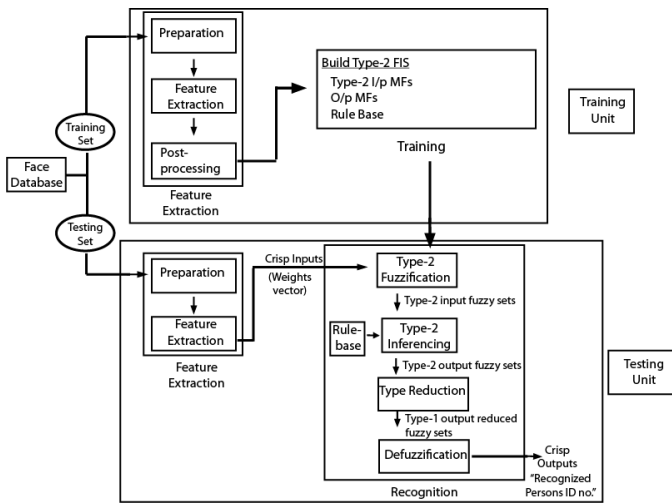 Preparation
Feature
Extraction
Post-
processing
Feature
Extraction
Build Type-2 FIS
Type-2 I/p MFs
O/p MFs
Rule Base
Training
Training
Unit
Training
Set
Face
Database
Testing
Set
Preparation
Feature
Extraction
Feature
Extraction
Crisp Inputs
(Weights
vector)
Type-2
Fuzzification
Type-2 input fuzzy sets
Rule-
base
Type-2
Inferencing
Type-2 output fuzzy sets
Type Reduction
Type-1 output reduced
fuzzy sets
Defuzzification
Crisp
Outputs
"Recognized
Persons ID no."
Recognition
Testing
Unit